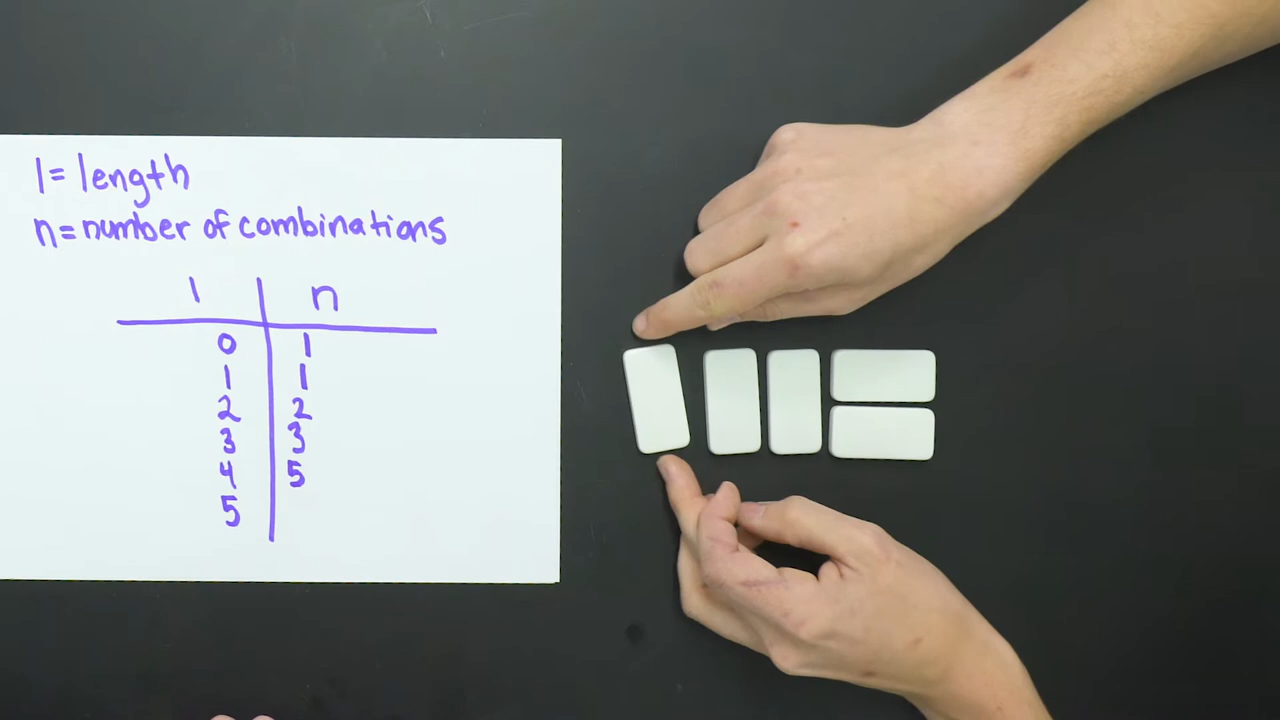 l = length
n = number of combinations
l n
0 1
1 1
2 2
3 3
4 5
5